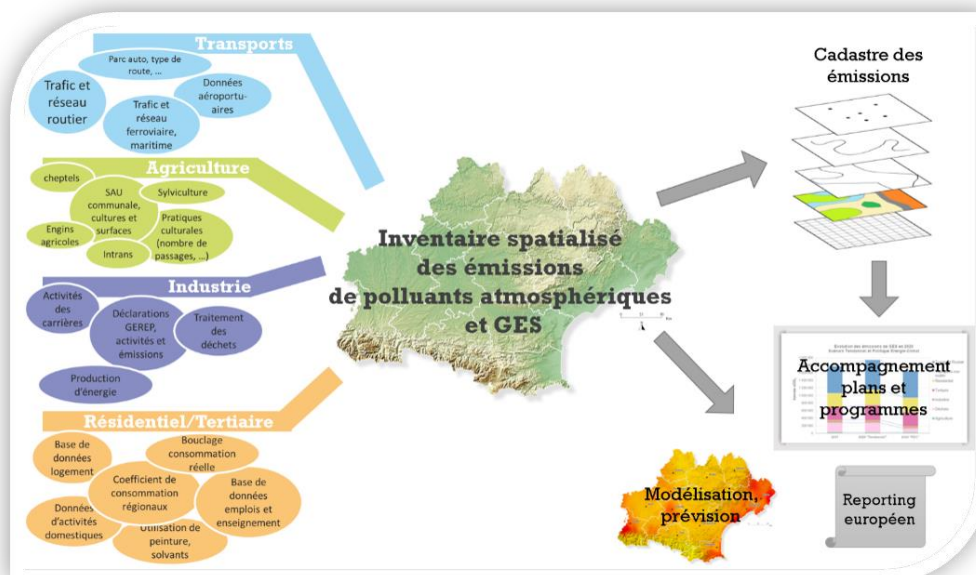 Transports
Parc auto, type de
route, ...
Trafic et
réseau
routier
Données
aéroportu-
aires
Trafic et
réseau
ferroviaire,
maritime
Agriculture
cheptels
SAU
communale,
cultures et
surfaces
Sylviculture
Engins
agricoles
Pratiques
culturales
(nombre de
passages, ...)
Intrans
Industrie
Activités
des
carrières
Déclarations
GEREP,
activités et
émissions
Traitement
des
déchets
Production
d'énergie
Résidentiel/Tertiaire
Base de
données
logement
Bouclage
consommation
réelle
Coefficient de
consommation
régionaux
Base de
données
emplois et
enseignement
Données
d'activités
domestiques
Utilisation de
peinture,
solvants
Inventaire spatialisé
des émissions
de polluants atmosphériques
et GES
Cadastre des
émissions
Accompagnement
plans et
programmes
Modélisation,
prévision
Reporting
européen